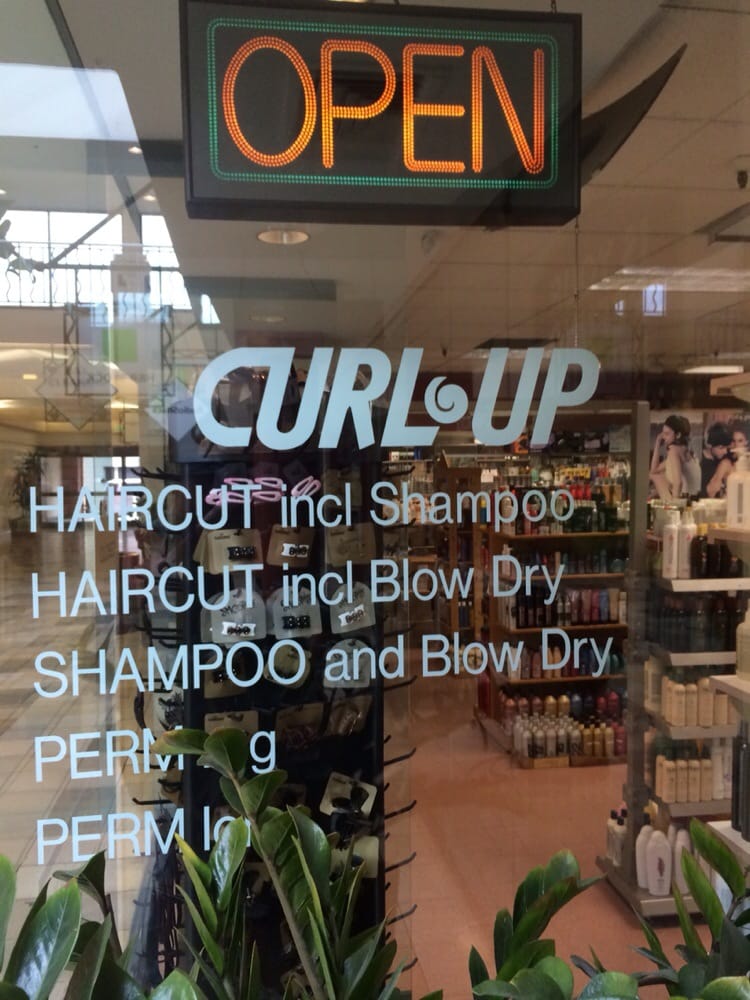 OPEN
CURL UP
HAIRCUT incl Shampoo
HAIRCUT incl Blow Dry
SHAMPOO and Blow Dry
PERM
PERM